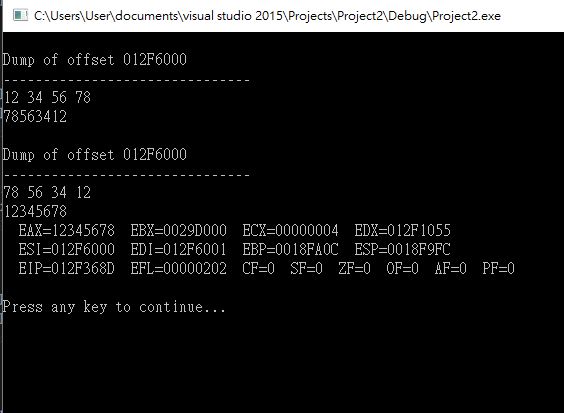 C:\Users\User\documents\visual studio 2015\Projects\Project2\Debug\Project2.exe
Dump of offset 012F6000
-------------------------------
12 34 56 78
78563412
Dump of offset 012F6000
-------------------------------
78 56 34 12
12345678
  EAX=12345678  EBX=0029D000  ECX=00000004  EDX=012F1055
  ESI=012F6000  EDI=012F6001  EBP=0018FA0C  ESP=0018F9FC
  EIP=012F368D  EFL=00000202  CF=0  SF=0  ZF=0  OF=0  AF=0  PF=0
Press any key to continue...